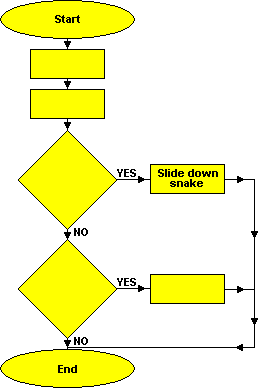 Start
YES
Slide down
snake
NO
YES
NO
End